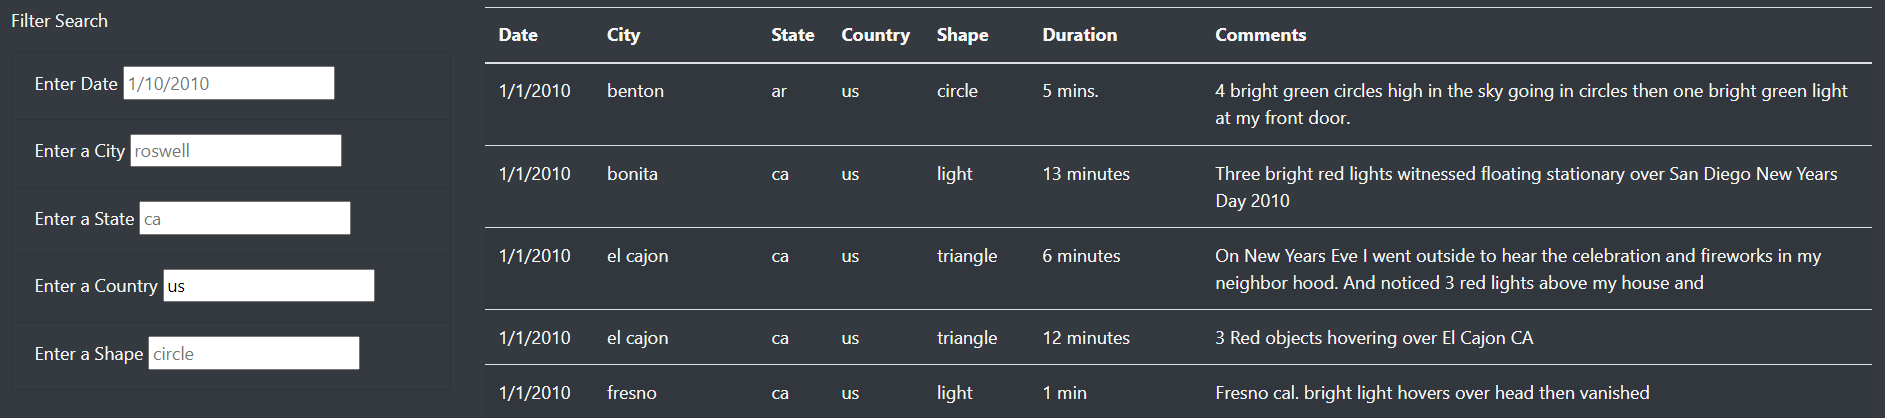 Filter Search
Enter Date 1/10/2010
Enter a City roswell
Enter a State ca
Enter a Country us
Enter a Shape circle
Date City State Country Shape Duration Comments
1/1/2010 benton ar us circle 5 mins. 4 bright green circles high in the sky going in circles then one bright green light
at my front door.
1/1/2010 bonita ca us light 13 minutes Three bright red lights witnessed floating stationary over San Diego New Years
Day 2010
1/1/2010 el cajon ca us triangle 6 minutes On New Years Eve I went outside to hear the celebration and fireworks in my
neighbor hood. And noticed 3 red lights above my house and
1/1/2010 el cajon ca us triangle 12 minutes 3 Red objects hovering over El Cajon CA
1/1/2010 fresno ca us light 1 min Fresno cal. bright light hovers over head then vanished